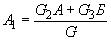 A₁ = (G₂A + G₃E) / G